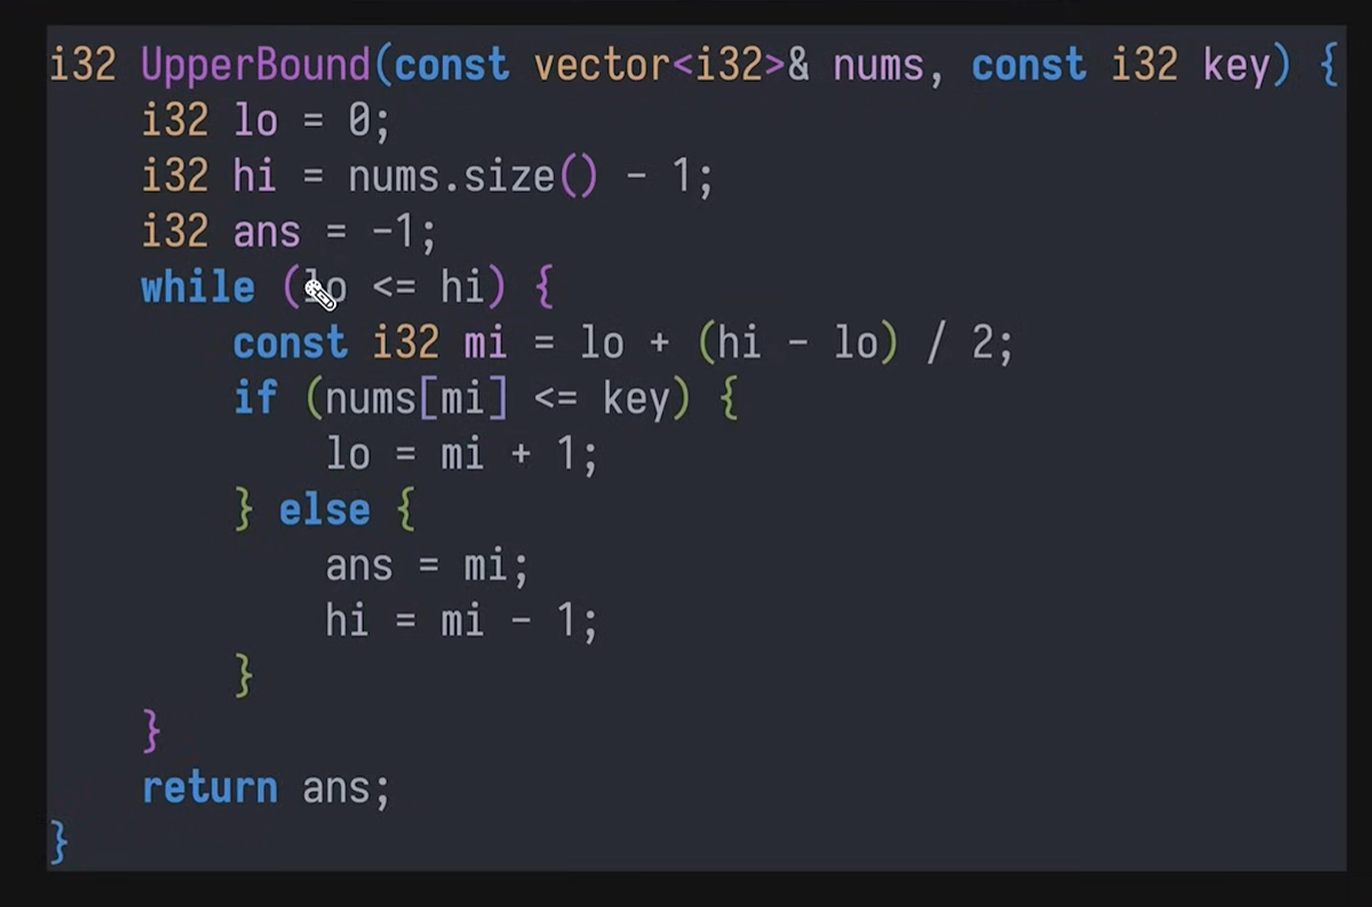 i32 UpperBound(const vector<i32>& nums, const i32 key) {
    i32 lo = 0;
    i32 hi = nums.size() - 1;
    i32 ans = -1;
    while (lo <= hi) {
        const i32 mi = lo + (hi - lo) / 2;
        if (nums[mi] <= key) {
            lo = mi + 1;
        } else {
            ans = mi;
            hi = mi - 1;
        }
    }
    return ans;
}